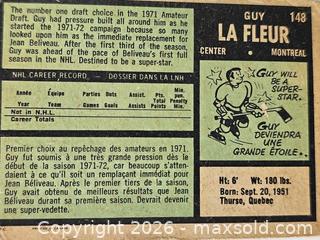 The number one draft choice in the 1971 Amateur
Draft. Guy had pressure built all around him as he
started the 1971-72 campaign because so many
looked upon him as the immediate replacement for
Jean Beliveau. After the first third of the season,
Guy was ahead of the pace of Beliveau's first full
season in the NHL. Destined to be a super-star.
NHL CAREER RECORD — DOSSIER DANS LA LNH
Année Équipe Parties Buts Assists. Pts. Min. pun.
Year Team Games Goals Assists Tot. Pts. Penalty Min.
Not in N.H.L.
Career Totals
Premier choix au repêchage des amateurs en 1971.
Guy fut soumis à une très grande pression dès le
début de la saison 1971-72, car beaucoup s'atten-
daient à ce qu'il soit un remplaçant immédiat pour
Jean Béliveau. Après le premier tiers de la saison,
Guy avait obtenu de meilleurs résultats que Jean
Béliveau durant sa première saison. Devrait devenir
une super-vedette.
GUY 148
LA FLEUR
CENTER • MONTREAL
GUY WILL
BE A
SUPER-
STAR.
GUY
DEVIENDRA
UNE GRANDE
ÉTOILE.
Ht: 6' Wt: 180 lbs.
Born: Sept. 20, 1951
Thurso, Quebec
Copyright 2026 - maxsold.com